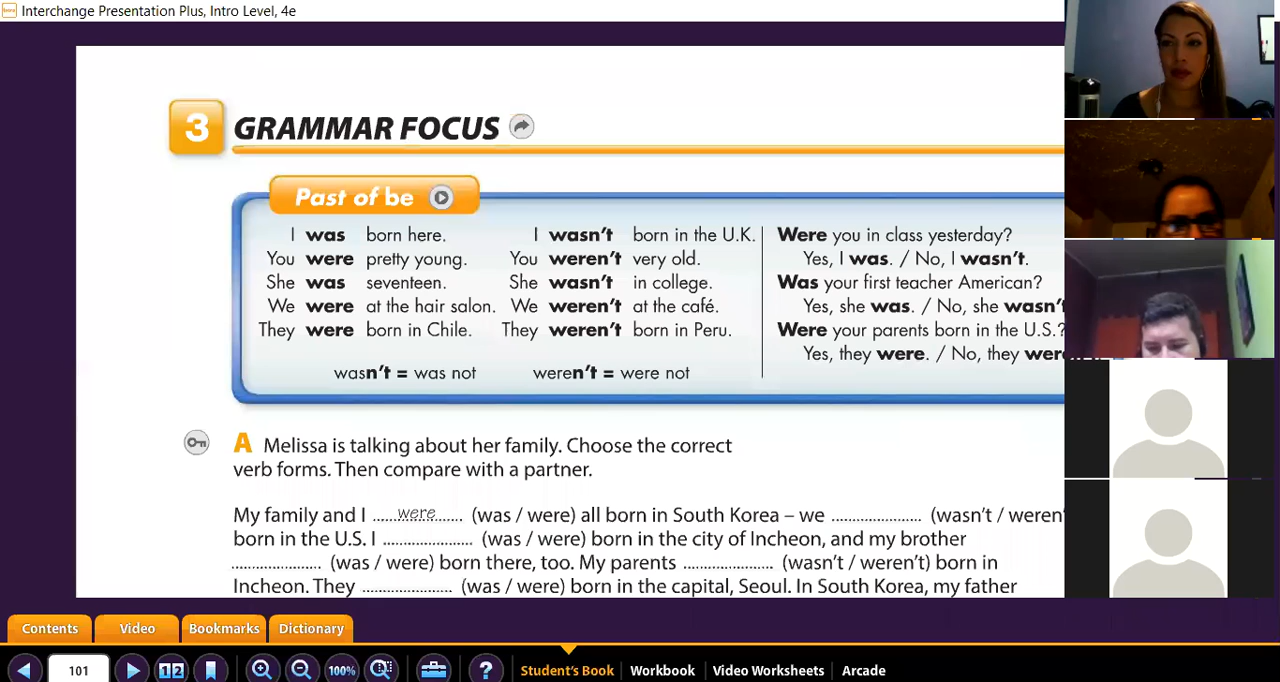 Interchange Presentation Plus, Intro Level, 4e
3 GRAMMAR FOCUS
Past of be
I was born here. I wasn't born in the U.K. Were you in class yesterday?
You were pretty young. You weren't very old. Yes, I was. / No, I wasn't.
She was seventeen. She wasn't in college. Was your first teacher American?
We were at the hair salon. We weren't at the café. Yes, she was. / No, she wasn't
They were born in Chile. They weren't born in Peru. Were your parents born in the U.S.?
Yes, they were. / No, they
wasn't = was not weren't = were not
A Melissa is talking about her family. Choose the correct
verb forms. Then compare with a partner.
My family and I ....were.... (was / were) all born in South Korea – we .................... (wasn't / weren'
born in the U.S. I .................... (was / were) born in the city of Incheon, and my brother
.................... (was / were) born there, too. My parents .................... (wasn't / weren't) born in
Incheon. They .................... (was / were) born in the capital, Seoul. In South Korea, my father
Contents Video Bookmarks Dictionary
101 1 2 100% ? Student's Book Workbook Video Worksheets Arcade